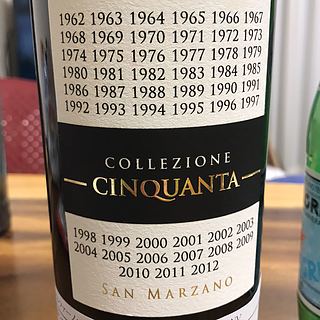 1962 1963 1964 1965 1966 1967
1968 1969 1970 1971 1972 1973
1974 1975 1976 1977 1978 1979
1980 1981 1982 1983 1984 1985
1986 1987 1988 1989 1990 1991
1992 1993 1994 1995 1996 1997
COLLEZIONE
CINQUANTA
1998 1999 2000 2001 2002 2003
2004 2005 2006 2007 2008 2009
2010 2011 2012
SAN MARZANO